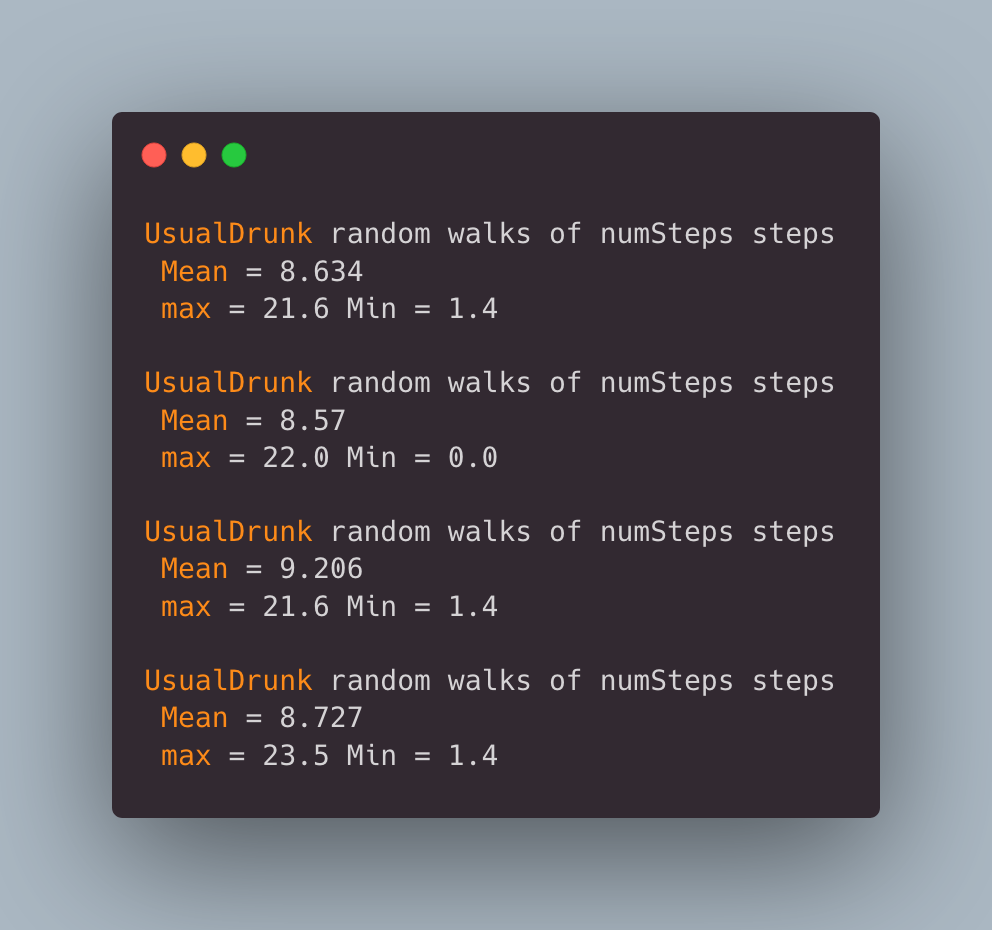 UsualDrunk random walks of numSteps steps
Mean = 8.634
max = 21.6 Min = 1.4
UsualDrunk random walks of numSteps steps
Mean = 8.57
max = 22.0 Min = 0.0
UsualDrunk random walks of numSteps steps
Mean = 9.206
max = 21.6 Min = 1.4
UsualDrunk random walks of numSteps steps
Mean = 8.727
max = 23.5 Min = 1.4